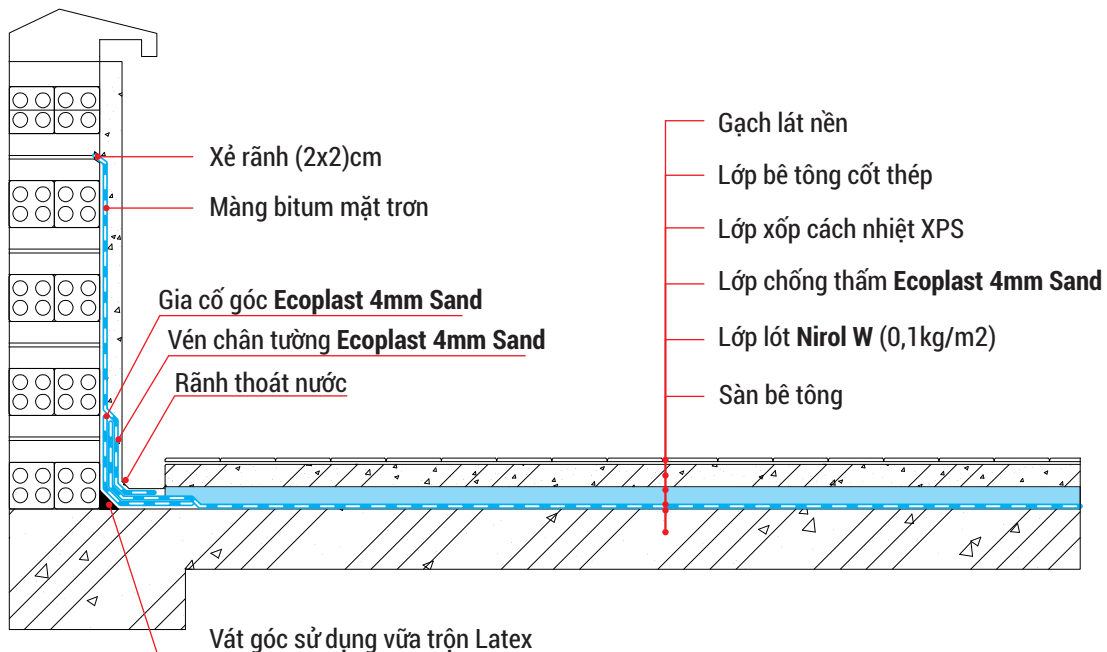 Xẻ rãnh (2x2)cm
Màng bitum mặt trơn
Gia cố góc Ecoplast 4mm Sand
Vén chân tường Ecoplast 4mm Sand
Rãnh thoát nước
Gạch lát nền
Lớp bê tông cốt thép
Lớp xốp cách nhiệt XPS
Lớp chống thấm Ecoplast 4mm Sand
Lớp lót Nirol W (0,1kg/m2)
Sàn bê tông
Vát góc sử dụng vữa trộn Latex